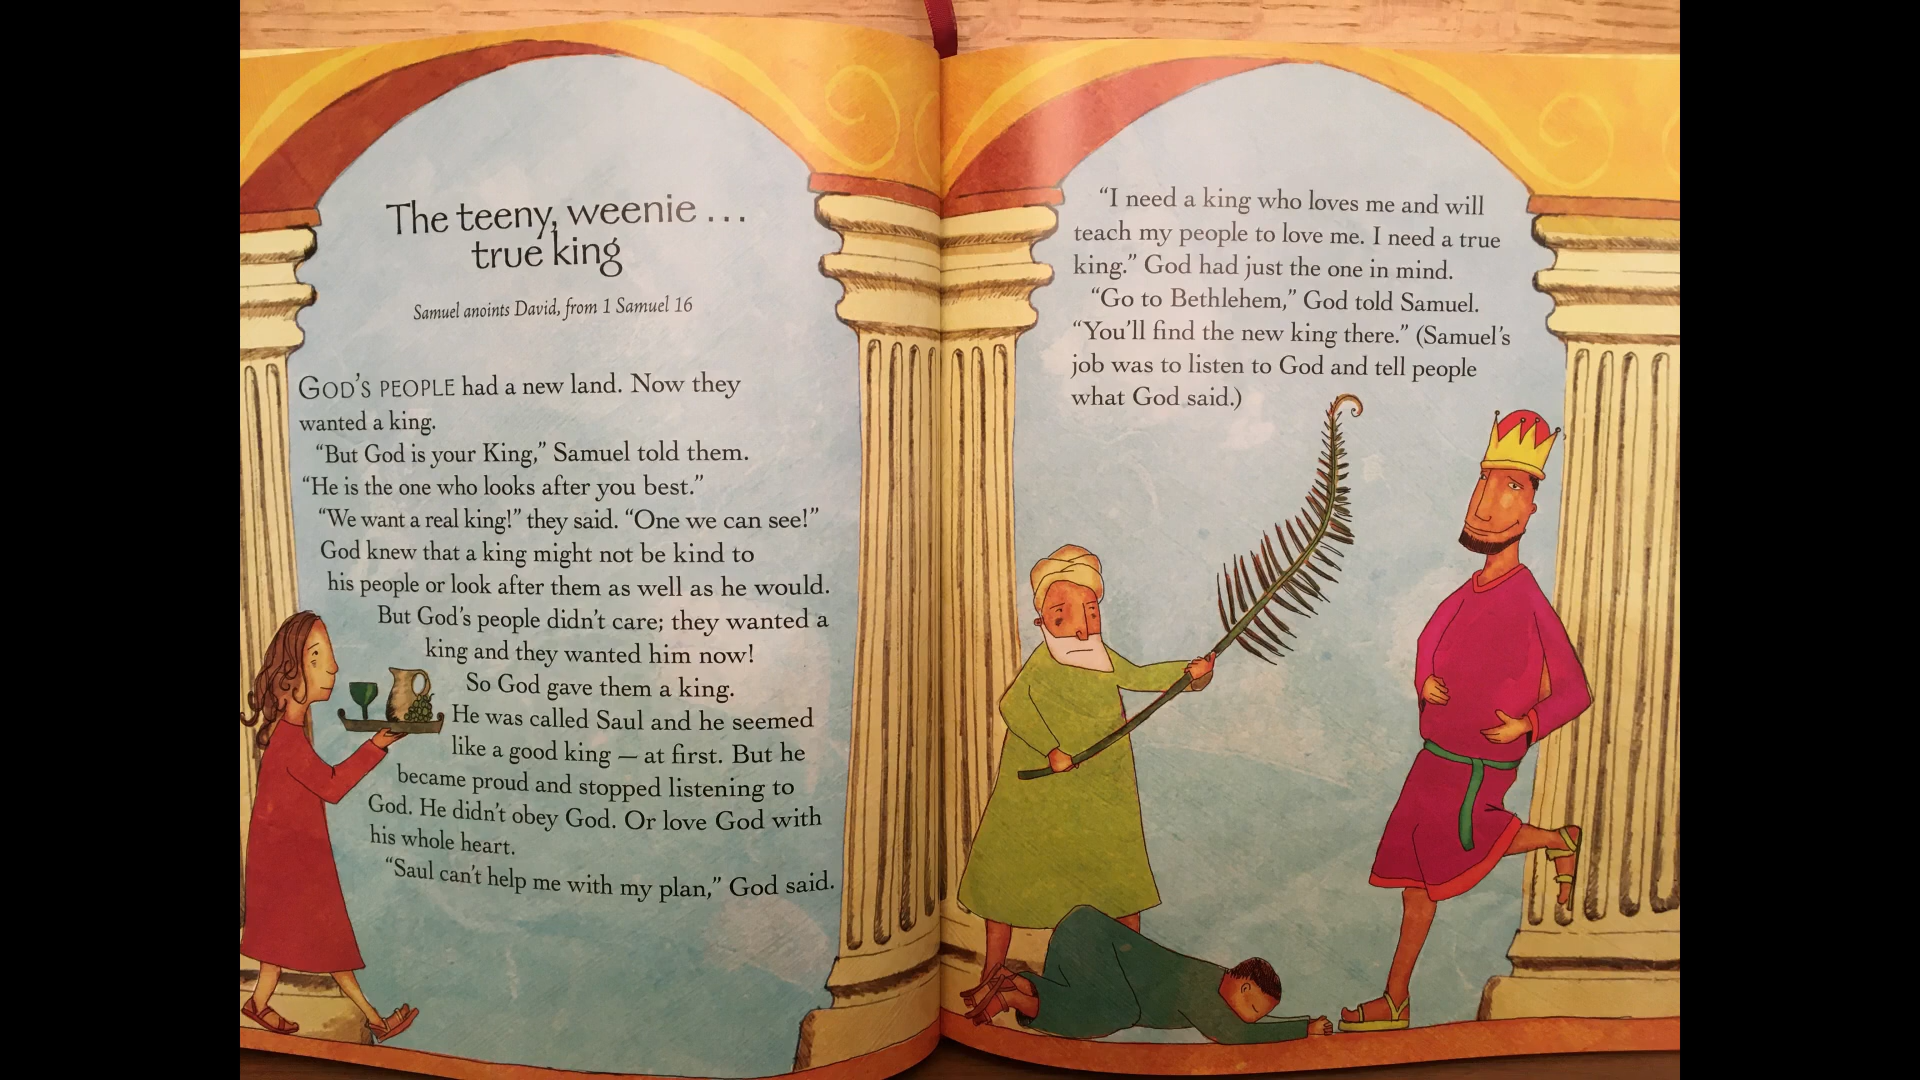 The teeny, weenie . . .
true king
Samuel anoints David, from 1 Samuel 16
GOD'S PEOPLE had a new land. Now they
wanted a king.
“But God is your King,” Samuel told them.
“He is the one who looks after you best.”
“We want a real king!” they said. “One we can see!”
God knew that a king might not be kind to
his people or look after them as well as he would.
But God's people didn't care; they wanted a
king and they wanted him now!
So God gave them a king.
He was called Saul and he seemed
like a good king — at first. But he
became proud and stopped listening to
God. He didn't obey God. Or love God with
his whole heart.
“Saul can't help me with my plan,” God said.
“I need a king who loves me and will
teach my people to love me. I need a true
king.” God had just the one in mind.
“Go to Bethlehem,” God told Samuel.
“You'll find the new king there.” (Samuel's
job was to listen to God and tell people
what God said.)